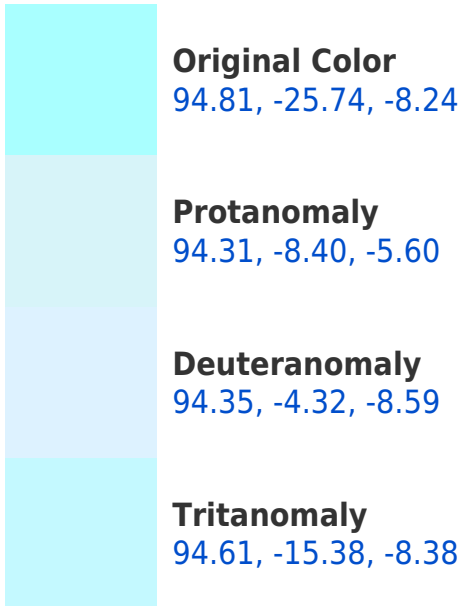 Original Color
94.81, -25.74, -8.24
Protanomaly
94.31, -8.40, -5.60
Deuteranomaly
94.35, -4.32, -8.59
Tritanomaly
94.61, -15.38, -8.38